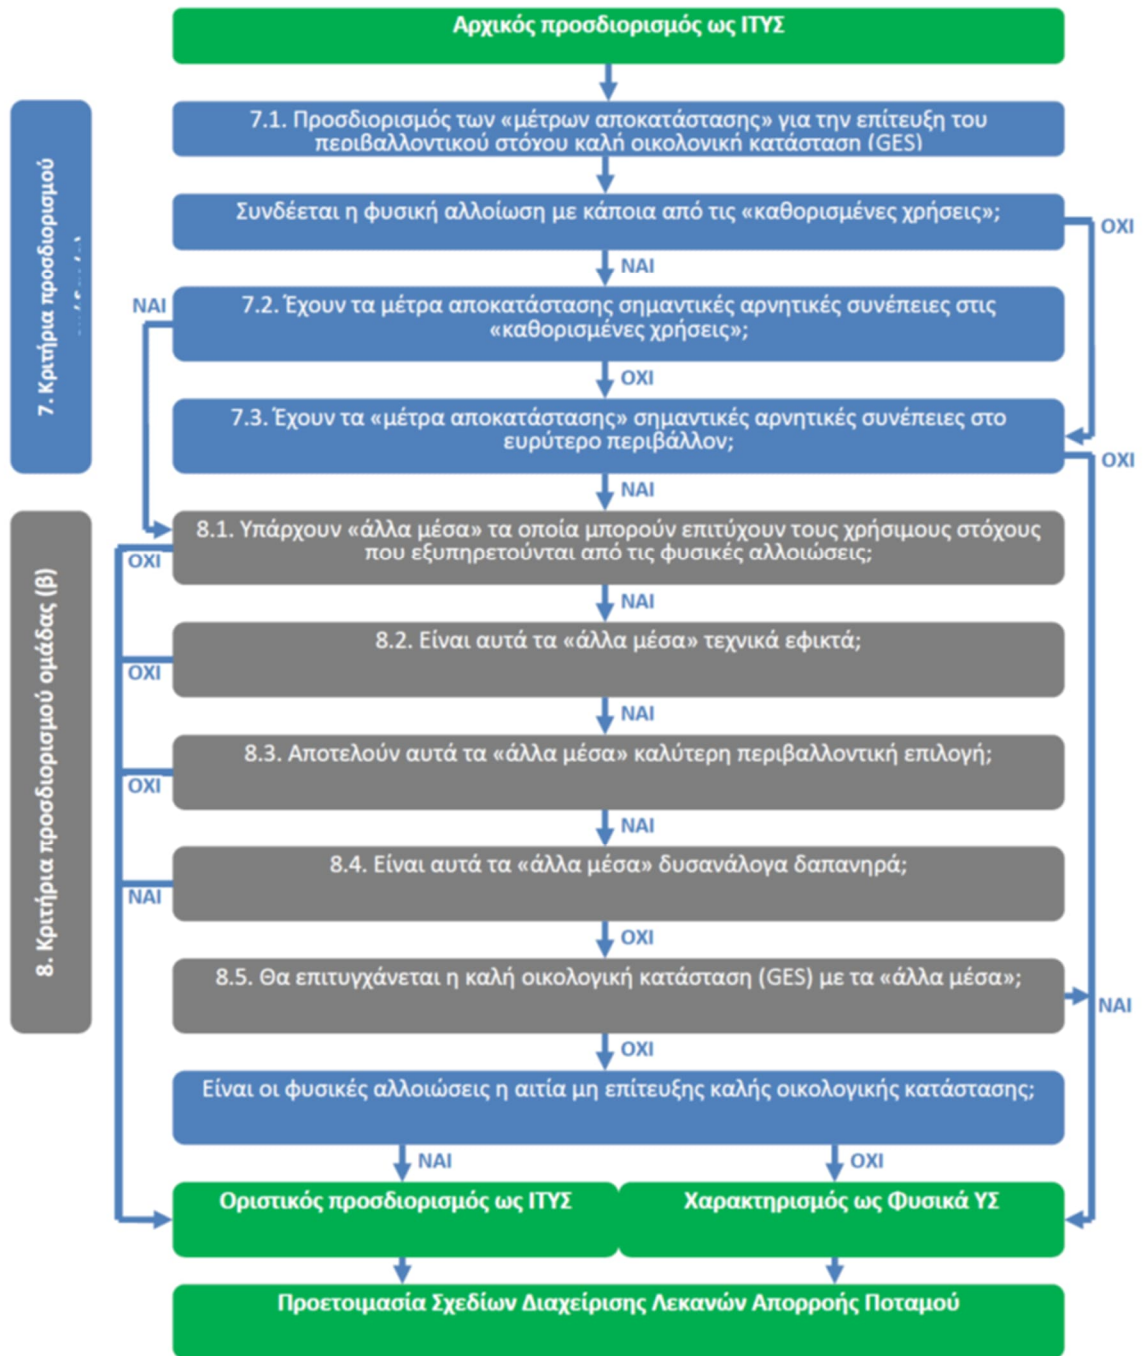 Αρχικός προσδιορισμός ως ΙΤΥΣ
7.1. Προσδιορισμός των «μέτρων αποκατάστασης» για την επίτευξη του
περιβαλλοντικού στόχου καλή οικολογική κατάσταση (GES)
7. Κριτήρια προσδιορισμού
Συνδέεται η φυσική αλλοίωση με κάποια από τις «καθορισμένες χρήσεις»;
ΟΧΙ
ΝΑΙ
7.2. Έχουν τα μέτρα αποκατάστασης σημαντικές αρνητικές συνέπειες στις
«καθορισμένες χρήσεις»;
ΝΑΙ
ΟΧΙ
7.3. Έχουν τα «μέτρα αποκατάστασης» σημαντικές αρνητικές συνέπειες στο
ευρύτερο περιβάλλον;
ΟΧΙ
ΝΑΙ
8. Κριτήρια προσδιορισμού ομάδας (β)
8.1. Υπάρχουν «άλλα μέσα» τα οποία μπορούν επιτύχουν τους χρήσιμους στόχους
που εξυπηρετούνται από τις φυσικές αλλοιώσεις;
ΟΧΙ
ΝΑΙ
8.2. Είναι αυτά τα «άλλα μέσα» τεχνικά εφικτά;
ΟΧΙ
ΝΑΙ
8.3. Αποτελούν αυτά τα «άλλα μέσα» καλύτερη περιβαλλοντική επιλογή;
ΟΧΙ
ΝΑΙ
8.4. Είναι αυτά τα «άλλα μέσα» δυσανάλογα δαπανηρά;
ΝΑΙ
ΟΧΙ
8.5. Θα επιτυγχάνεται η καλή οικολογική κατάσταση (GES) με τα «άλλα μέσα»;
ΝΑΙ
ΟΧΙ
Είναι οι φυσικές αλλοιώσεις η αιτία μη επίτευξης καλής οικολογικής κατάστασης;
ΝΑΙ
ΟΧΙ
Οριστικός προσδιορισμός ως ΙΤΥΣ
Χαρακτηρισμός ως Φυσικά ΥΣ
Προετοιμασία Σχεδίων Διαχείρισης Λεκανών Απορροής Ποταμού